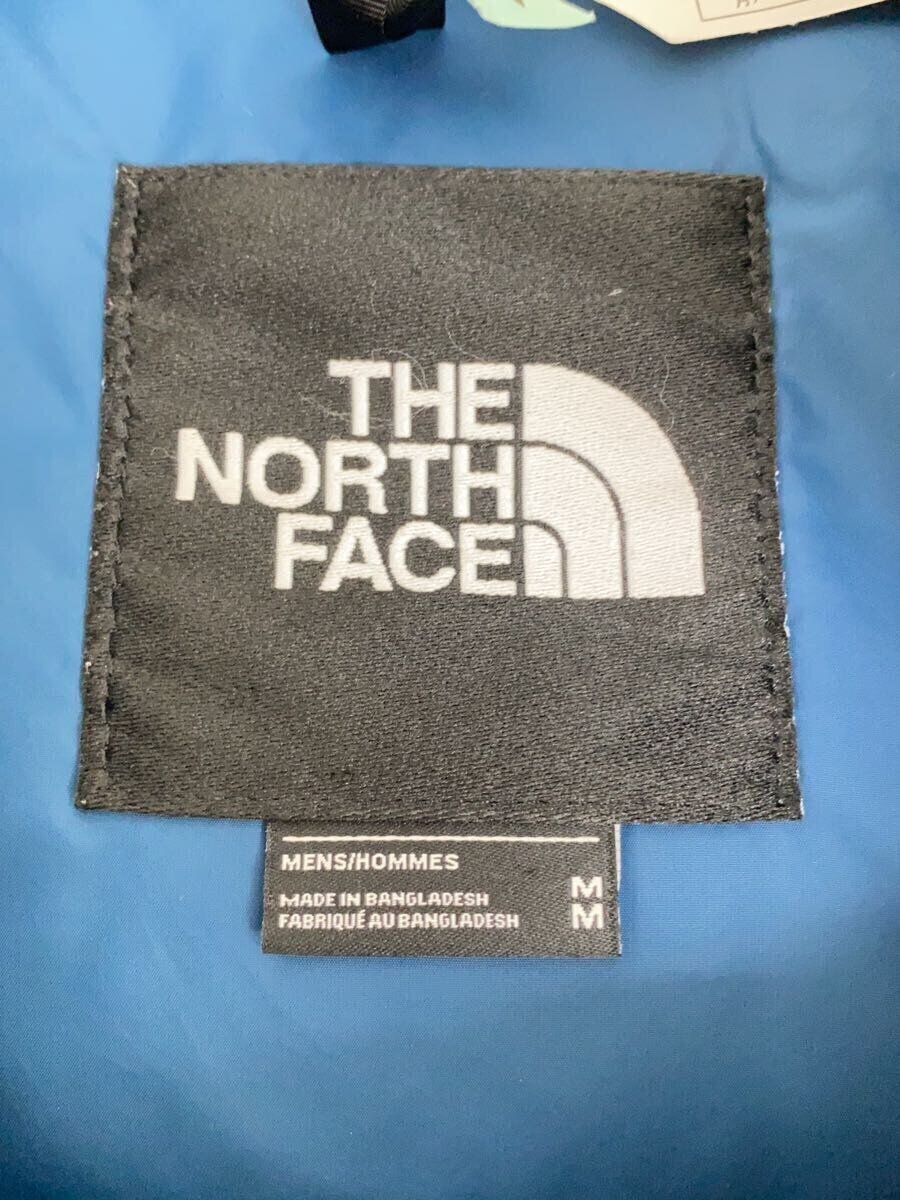 THE
NORTH
FACE
MENS/HOMMES
MADE IN BANGLADESH M
FABRIQUÉ AU BANGLADESH M